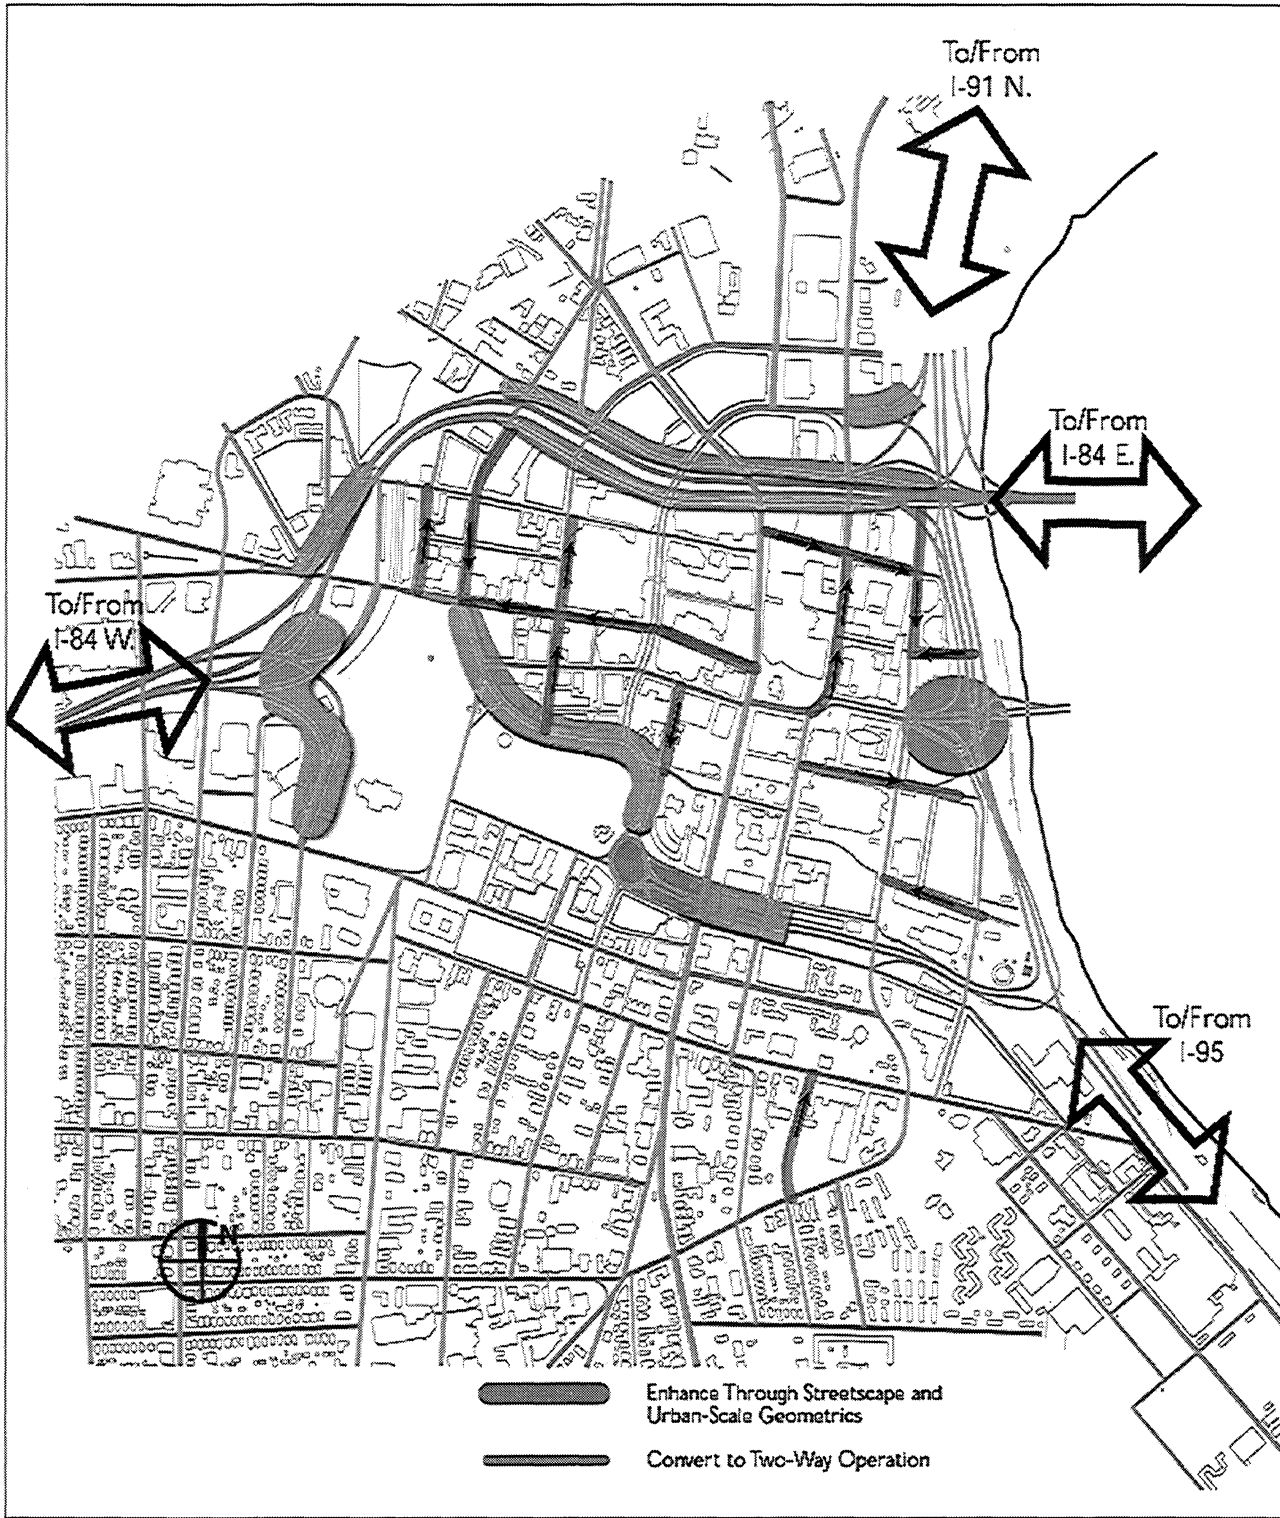 To/From
I-91 N.
To/From
I-84 E.
To/From
I-84 W.
To/From
I-95
N
Enhance Through Streetscape and
Urban-Scale Geometrics
Convert to Two-Way Operation